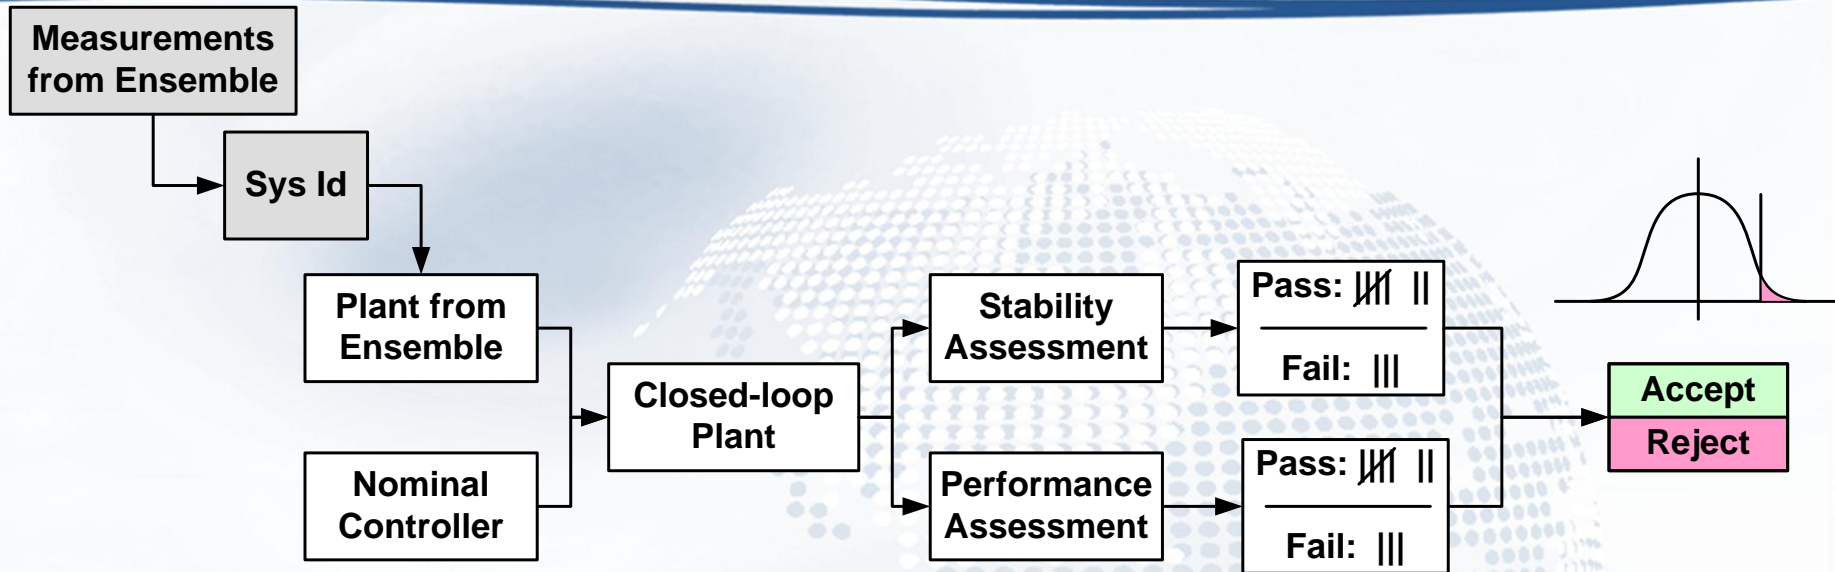 Measurements
from Ensemble
Sys Id
Plant from
Ensemble
Nominal
Controller
Closed-loop
Plant
Stability
Assessment
Performance
Assessment
Pass: |||| ||
Fail: |||
Pass: |||| ||
Fail: |||
Accept
Reject